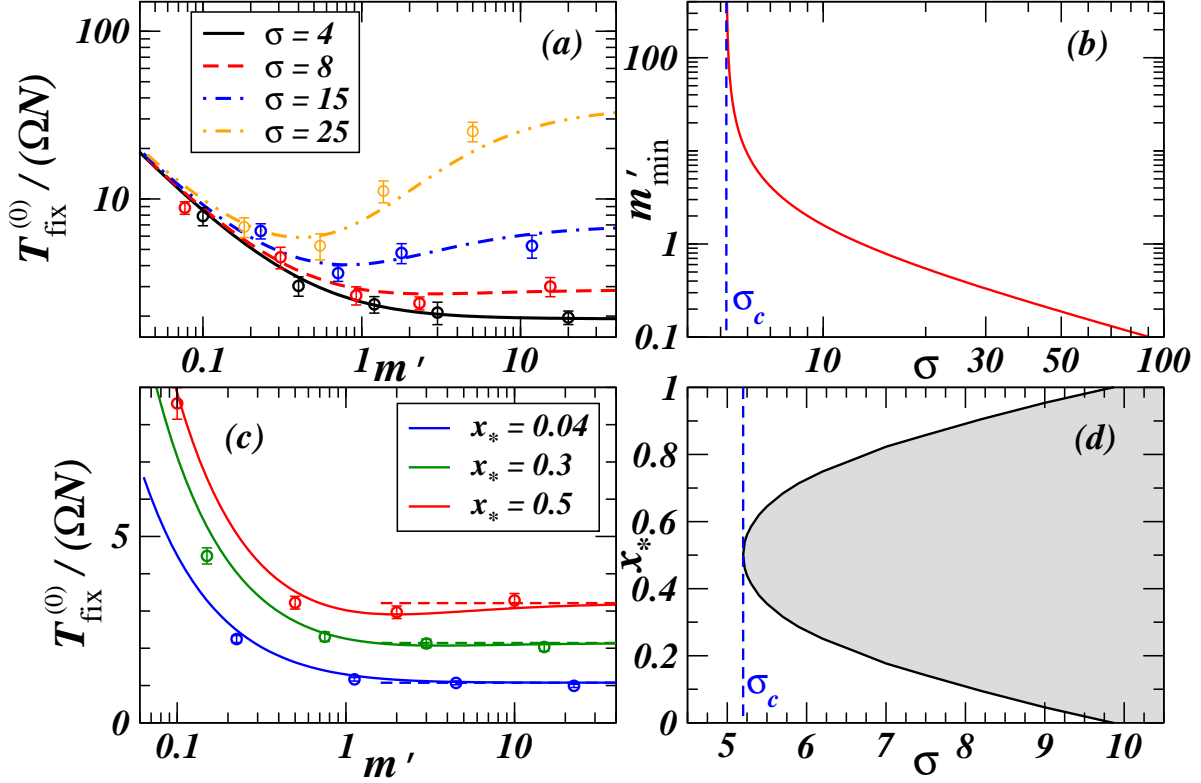 T_fix^(0) / (ΩN)
100
10
0.1
1
10
m'
σ = 4
σ = 8
σ = 15
σ = 25
(a)
m'_min
100
10
1
0.1
10
30
50
100
σ
σ_c
(b)
T_fix^(0) / (ΩN)
5
0
0.1
1
10
m'
(c)
x_* = 0.04
x_* = 0.3
x_* = 0.5
x_*
1
0.8
0.6
0.4
0.2
0
5
6
7
8
9
10
σ
σ_c
(d)